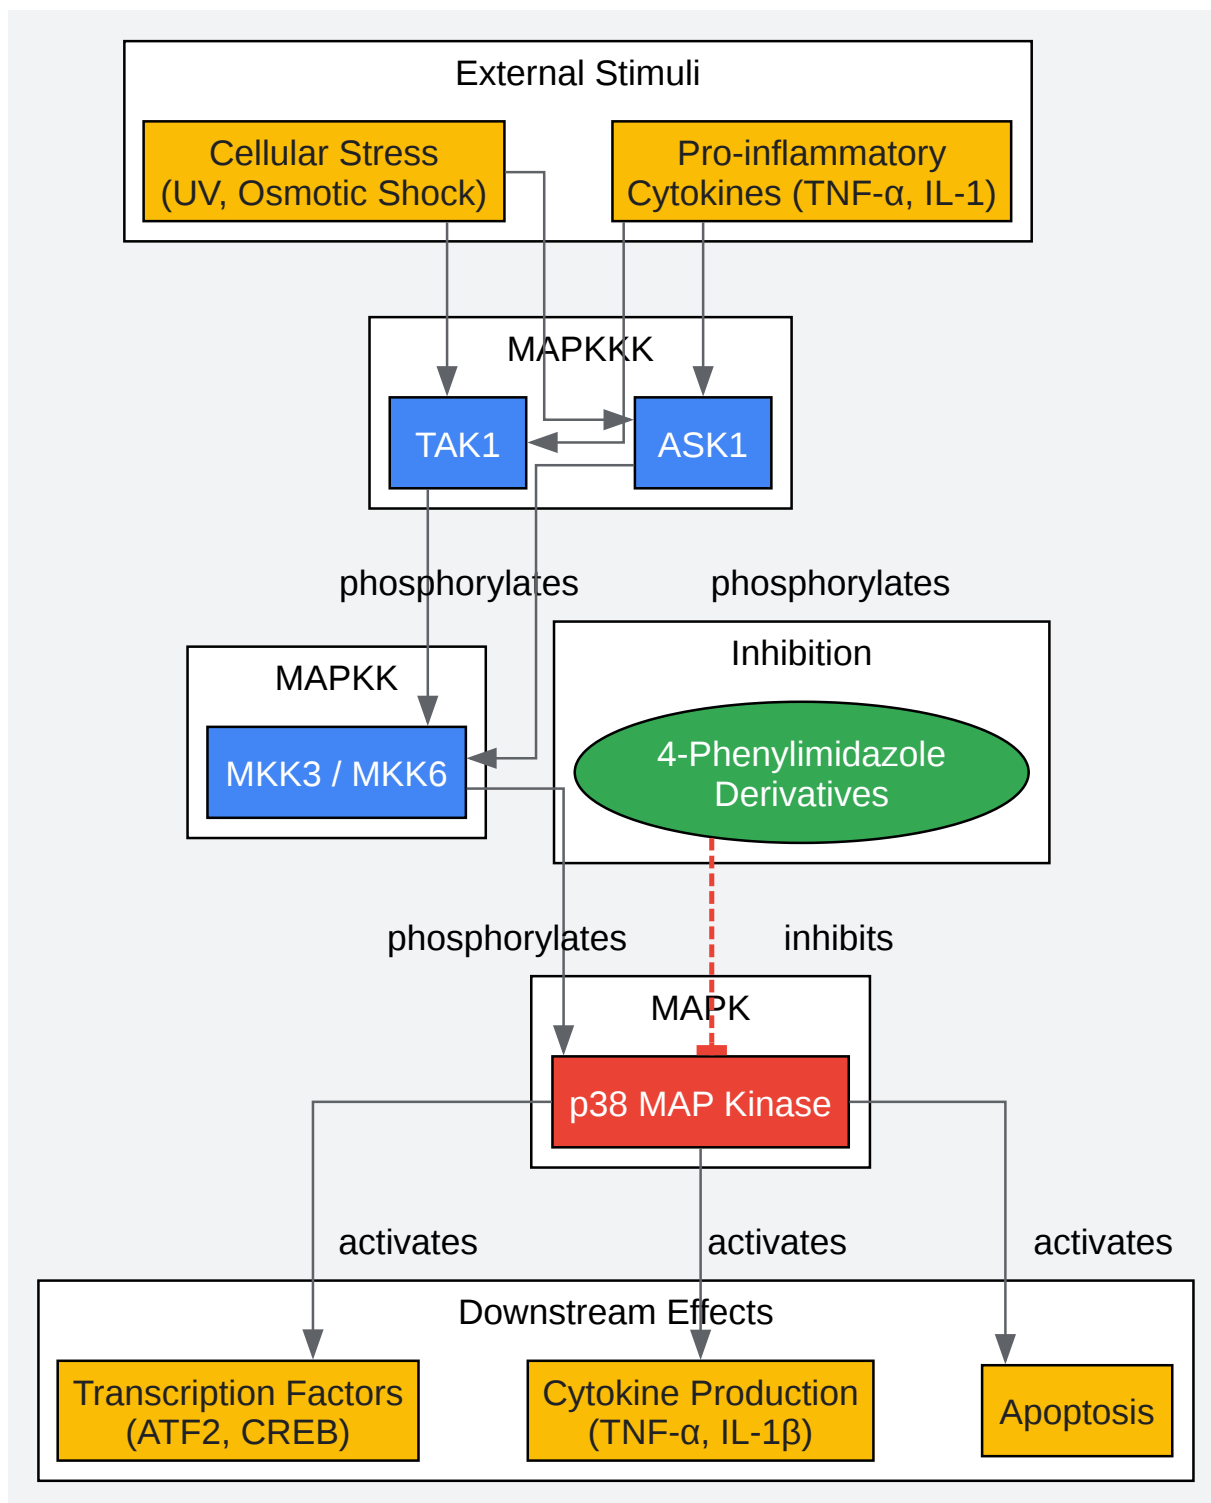 External Stimuli
Cellular Stress
(UV, Osmotic Shock)
Pro-inflammatory
Cytokines (TNF-α, IL-1)
MAPKKK
TAK1
ASK1
phosphorylates
phosphorylates
MAPKK
MKK3 / MKK6
Inhibition
4-Phenylimidazole
Derivatives
phosphorylates
inhibits
MAPK
p38 MAP Kinase
activates
activates
activates
Downstream Effects
Transcription Factors
(ATF2, CREB)
Cytokine Production
(TNF-α, IL-1β)
Apoptosis